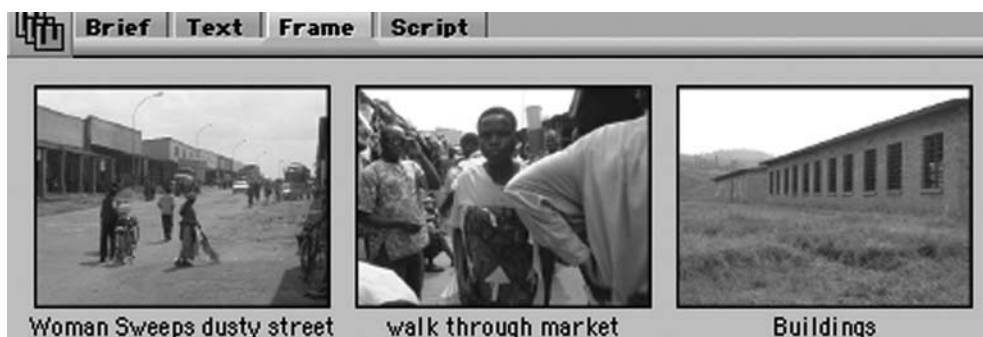 Brief Text Frame Script
Woman Sweeps dusty street walk through market Buildings